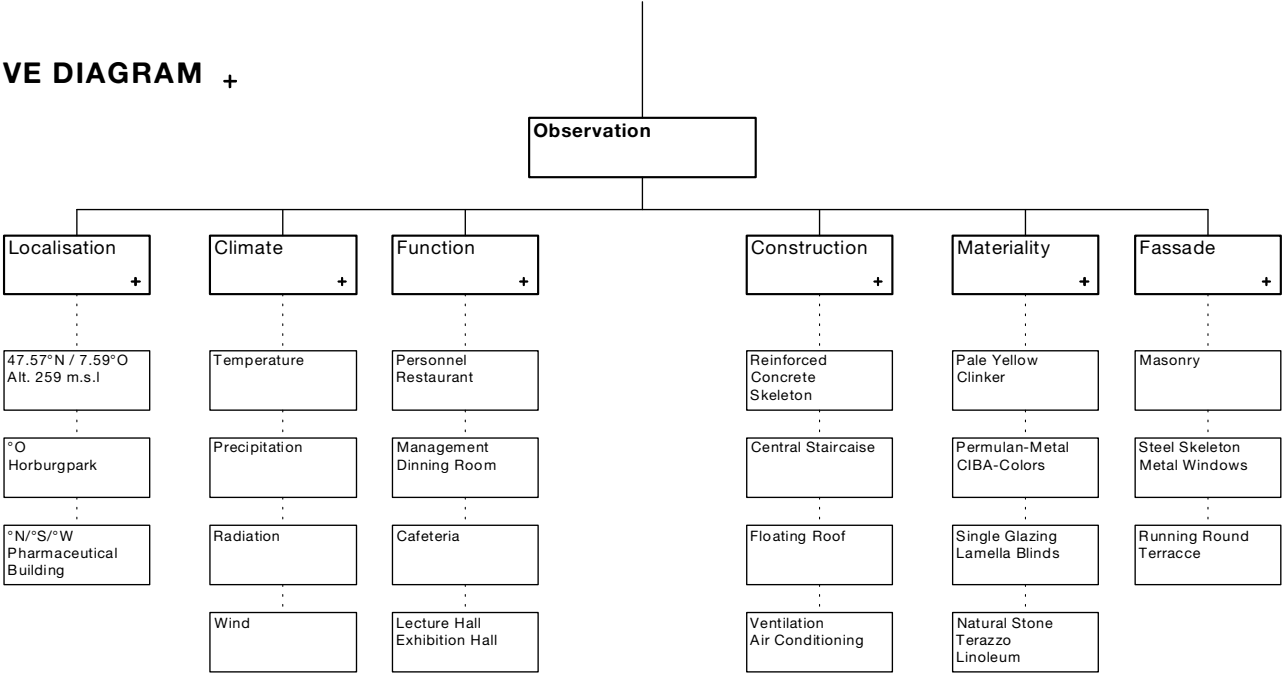 VE DIAGRAM +
Observation
Localisation
+
Climate
+
Function
+
Construction
+
Materiality
+
Fassade
+
47.57°N / 7.59°O
Alt. 259 m.s.l
°O
Horburgpark
°N/°S/°W
Pharmaceutical
Building
Temperature
Precipitation
Radiation
Wind
Personnel
Restaurant
Management
Dinning Room
Cafeteria
Lecture Hall
Exhibition Hall
Reinforced
Concrete
Skeleton
Central Staircaise
Floating Roof
Ventilation
Air Conditioning
Pale Yellow
Clinker
Permulan-Metal
CIBA-Colors
Single Glazing
Lamella Blinds
Natural Stone
Terazzo
Linoleum
Masonry
Steel Skeleton
Metal Windows
Running Round
Terracce